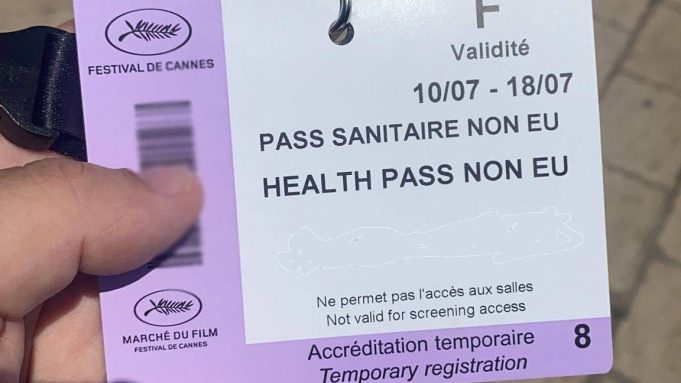 F
Validité
10/07 - 18/07
FESTIVAL DE CANNES
PASS SANITAIRE NON EU
HEALTH PASS NON EU
Ne permet pas l'accès aux salles
Not valid for screening access
MARCHÉ DU FILM
FESTIVAL DE CANNES
Accréditation temporaire
8
Temporary registration